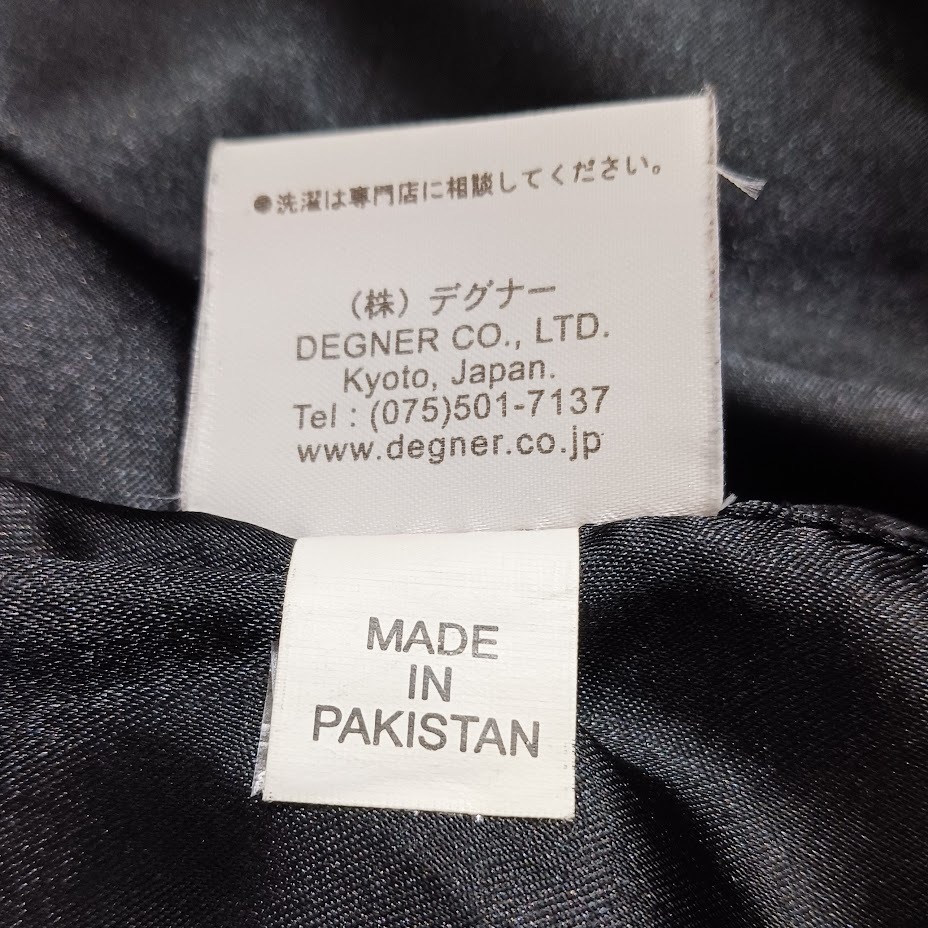 ●洗濯は専門店に相談してください。
（株）デグナー
DEGNER CO., LTD.
Kyoto, Japan.
Tel : (075)501-7137
www.degner.co.jp
MADE
IN
PAKISTAN